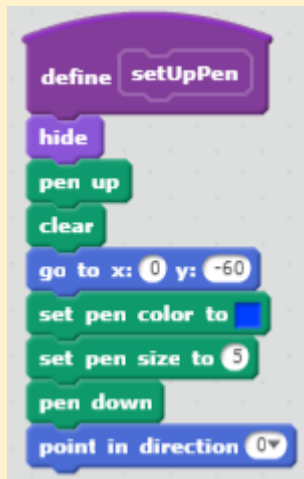 define setUpPen
hide
pen up
clear
go to x: 0 y: -60
set pen color to
set pen size to 5
pen down
point in direction 0